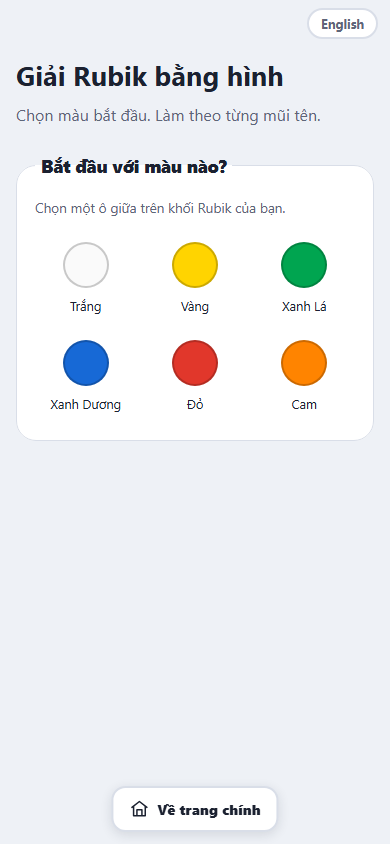 English
Giải Rubik bằng hình
Chọn màu bắt đầu. Làm theo từng mũi tên.
Bắt đầu với màu nào?
Chọn một ô giữa trên khối Rubik của bạn.
Trắng
Vàng
Xanh Lá
Xanh Dương
Đỏ
Cam
Về trang chính